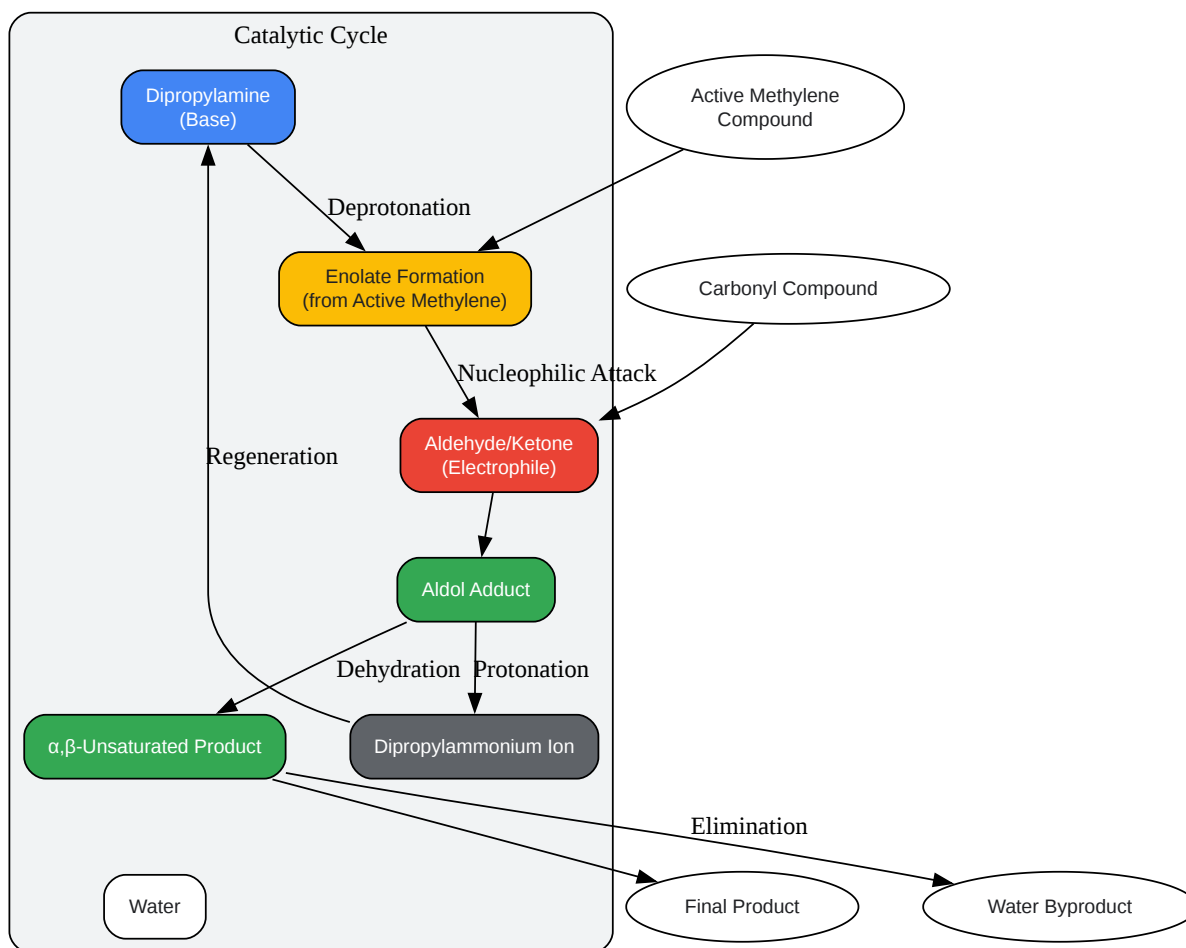 Catalytic Cycle
Dipropylamine
(Base)
Active Methylene
Compound
Deprotonation
Enolate Formation
(from Active Methylene)
Carbonyl Compound
Nucleophilic Attack
Aldehyde/Ketone
(Electrophile)
Regeneration
Aldol Adduct
Dehydration
Protonation
α,β-Unsaturated Product
Dipropylammonium Ion
Elimination
Water
Final Product
Water Byproduct